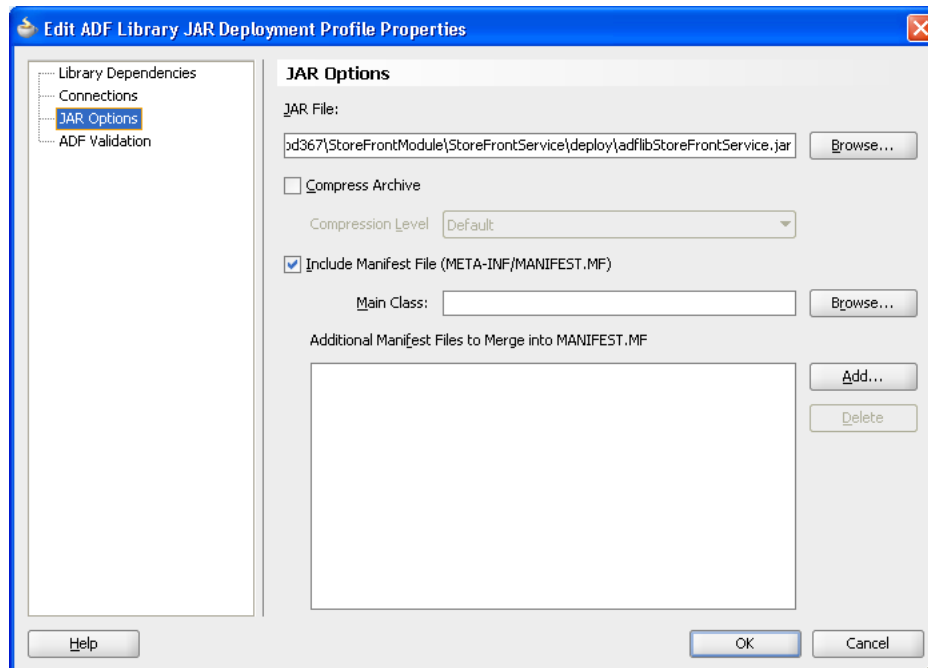 Edit ADF Library JAR Deployment Profile Properties
Library Dependencies
Connections
JAR Options
ADF Validation
JAR Options
JAR File:
od367\StoreFrontModule\StoreFrontService\deploy\adflibStoreFrontService.jar
Browse...
Compress Archive
Compression Level
Default
Include Manifest File (META-INF/MANIFEST.MF)
Main Class:
Browse...
Additional Manifest Files to Merge into MANIFEST.MF
Add...
Delete
Help
OK
Cancel